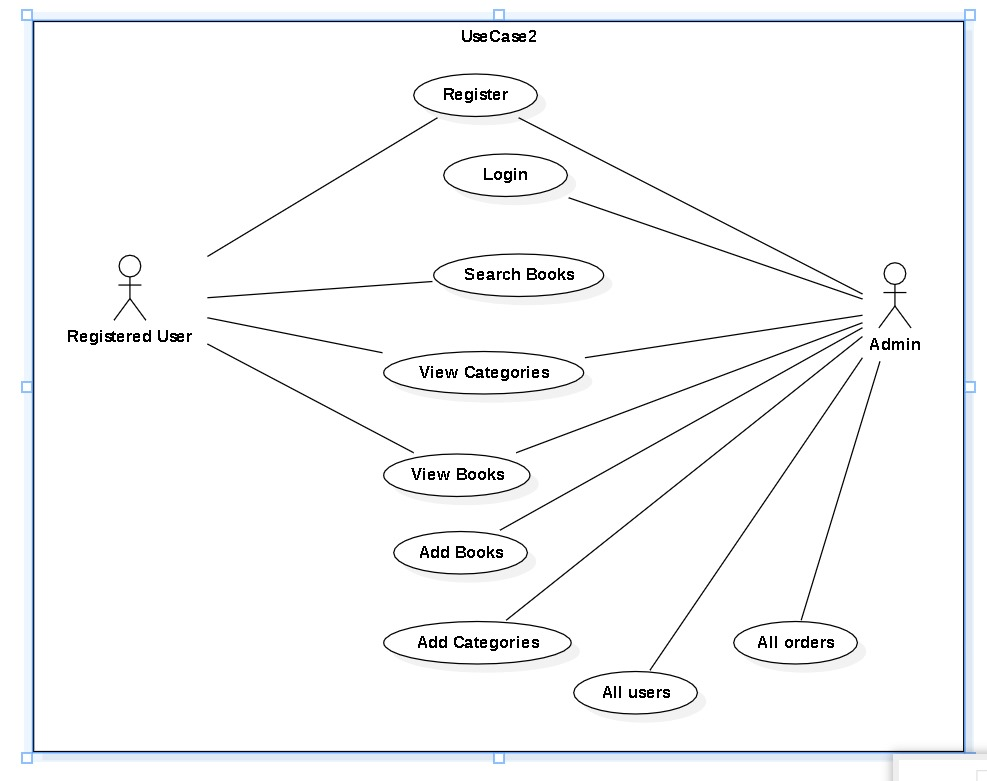 UseCase2
Register
Login
Search Books
Registered User
Admin
View Categories
View Books
Add Books
Add Categories
All orders
All users